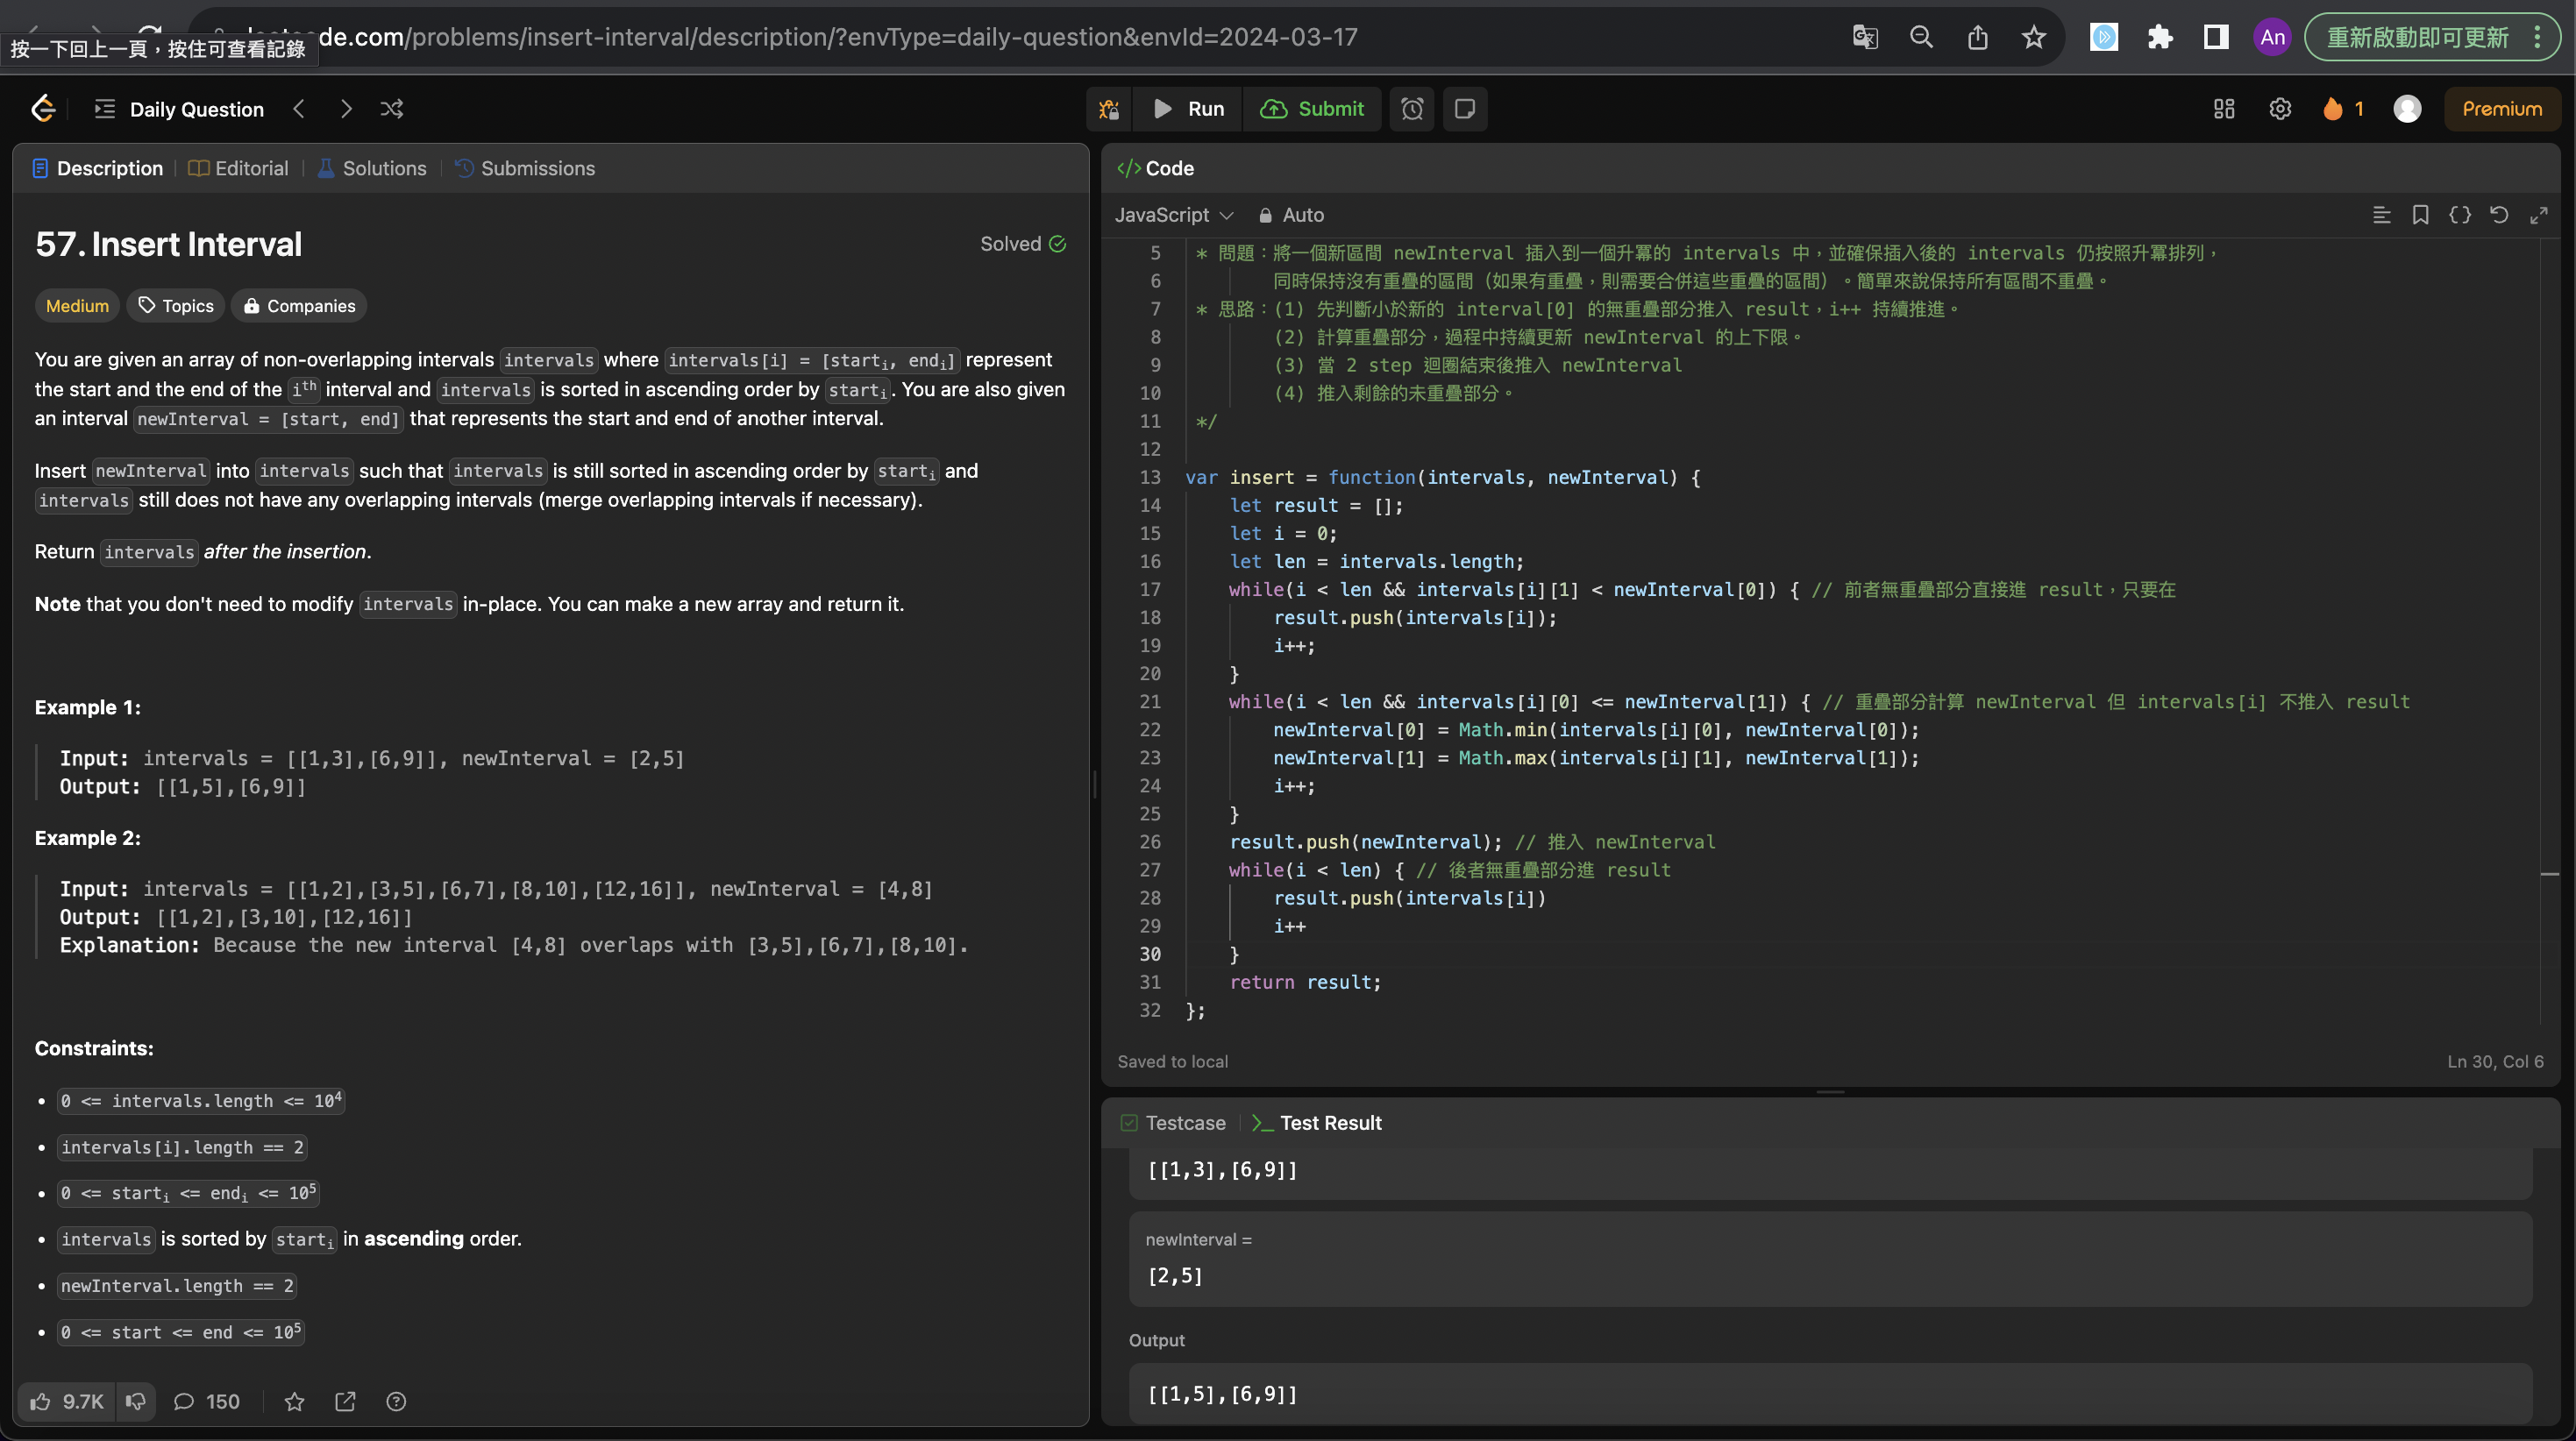 de.com/problems/insert-interval/description/?envType=daily-question&envId=2024-03-17
An
重新啟動即可更新
按一下回上一頁，按住可查看記錄
Daily Question
Run
Submit
1
Premium
Description
Editorial
Solutions
Submissions
57. Insert Interval
Solved
Medium
Topics
Companies
You are given an array of non-overlapping intervals intervals where intervals[i] = [starti, endi] represent
the start and the end of the ith interval and intervals is sorted in ascending order by starti. You are also given
an interval newInterval = [start, end] that represents the start and end of another interval.
Insert newInterval into intervals such that intervals is still sorted in ascending order by starti and
intervals still does not have any overlapping intervals (merge overlapping intervals if necessary).
Return intervals after the insertion.
Note that you don't need to modify intervals in-place. You can make a new array and return it.
Example 1:
Input: intervals = [[1,3],[6,9]], newInterval = [2,5]
Output: [[1,5],[6,9]]
Example 2:
Input: intervals = [[1,2],[3,5],[6,7],[8,10],[12,16]], newInterval = [4,8]
Output: [[1,2],[3,10],[12,16]]
Explanation: Because the new interval [4,8] overlaps with [3,5],[6,7],[8,10].
Constraints:
• 0 <= intervals.length <= 10^4
• intervals[i].length == 2
• 0 <= starti <= endi <= 10^5
• intervals is sorted by starti in ascending order.
• newInterval.length == 2
• 0 <= start <= end <= 10^5
9.7K
150
Code
JavaScript
Auto
5 * 問題：將一個新區間 newInterval 插入到一個升冪的 intervals 中，並確保插入後的 intervals 仍按照升冪排列，
6 同時保持沒有重疊的區間（如果有重疊，則需要合併這些重疊的區間）。簡單來說保持所有區間不重疊。
7 * 思路：(1) 先判斷小於新的 interval[0] 的無重疊部分推入 result，i++ 持續推進。
8 (2) 計算重疊部分，過程中持續更新 newInterval 的上下限。
9 (3) 當 2 step 迴圈結束後推入 newInterval
10 (4) 推入剩餘的未重疊部分。
11 */
12
13 var insert = function(intervals, newInterval) {
14 let result = [];
15 let i = 0;
16 let len = intervals.length;
17 while(i < len && intervals[i][1] < newInterval[0]) { // 前者無重疊部分直接進 result，只要在
18 result.push(intervals[i]);
19 i++;
20 }
21 while(i < len && intervals[i][0] <= newInterval[1]) { // 重疊部分計算 newInterval 但 intervals[i] 不推入 result
22 newInterval[0] = Math.min(intervals[i][0], newInterval[0]);
23 newInterval[1] = Math.max(intervals[i][1], newInterval[1]);
24 i++;
25 }
26 result.push(newInterval); // 推入 newInterval
27 while(i < len) { // 後者無重疊部分進 result
28 result.push(intervals[i])
29 i++
30 }
31 return result;
32 };
Saved to local
Ln 30, Col 6
Testcase
Test Result
[[1,3],[6,9]]
newInterval =
[2,5]
Output
[[1,5],[6,9]]